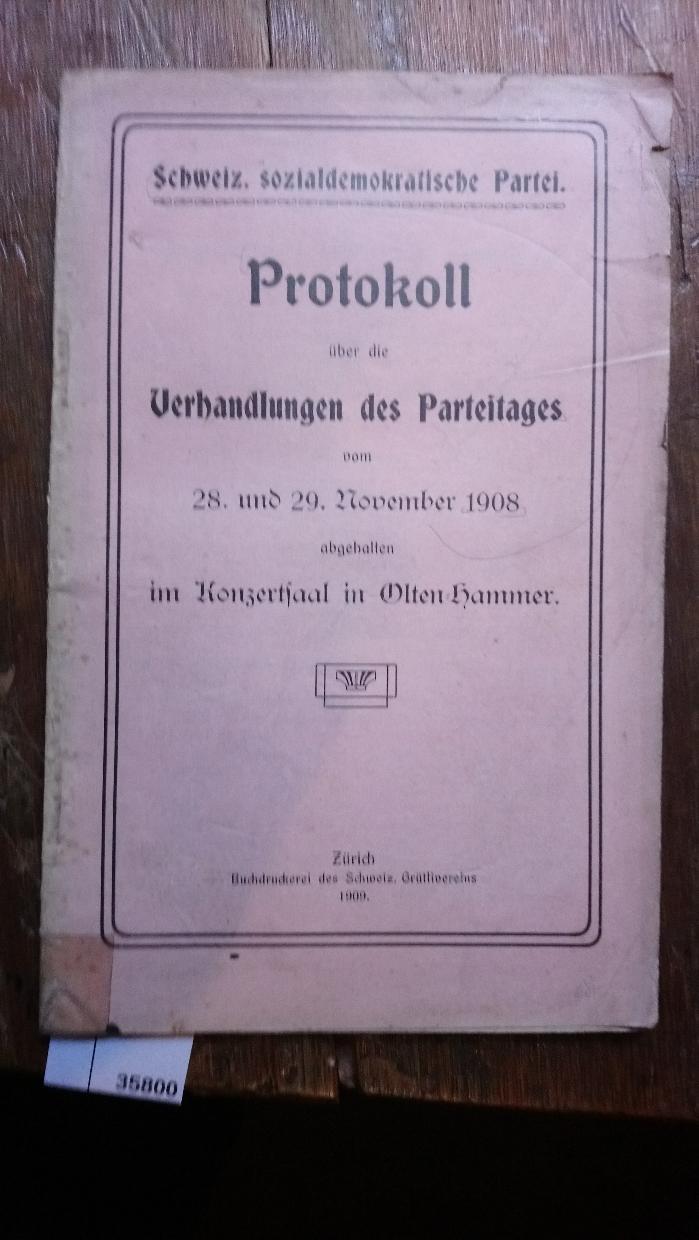 Schweiz. sozialdemokratische Partei.
Protokoll
über die
Verhandlungen des Parteitages
vom
28. und 29. November 1908
abgehalten
im Konzertsaal in Olten-Hammer.
Zürich
Buchdruckerei des Schweiz. Grütlivereins
1909.
35800